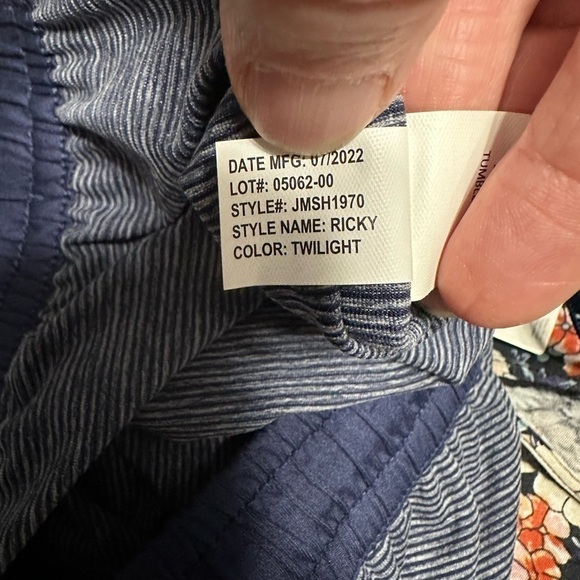 DATE MFG: 07/2022
LOT#: 05062-00
STYLE#: JMSH1970
STYLE NAME: RICKY
COLOR: TWILIGHT